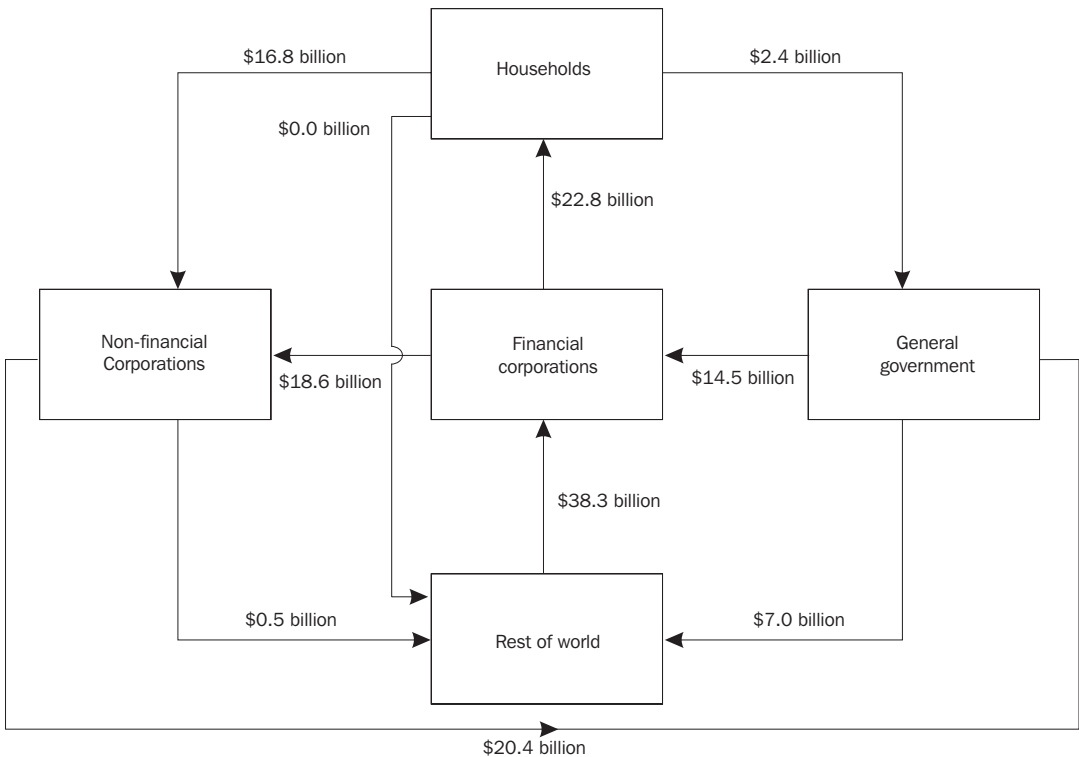 $16.8 billion
Households
$2.4 billion
$0.0 billion
$22.8 billion
Non-financial
Corporations
$18.6 billion
Financial
corporations
$14.5 billion
General
government
$38.3 billion
$0.5 billion
Rest of world
$7.0 billion
$20.4 billion